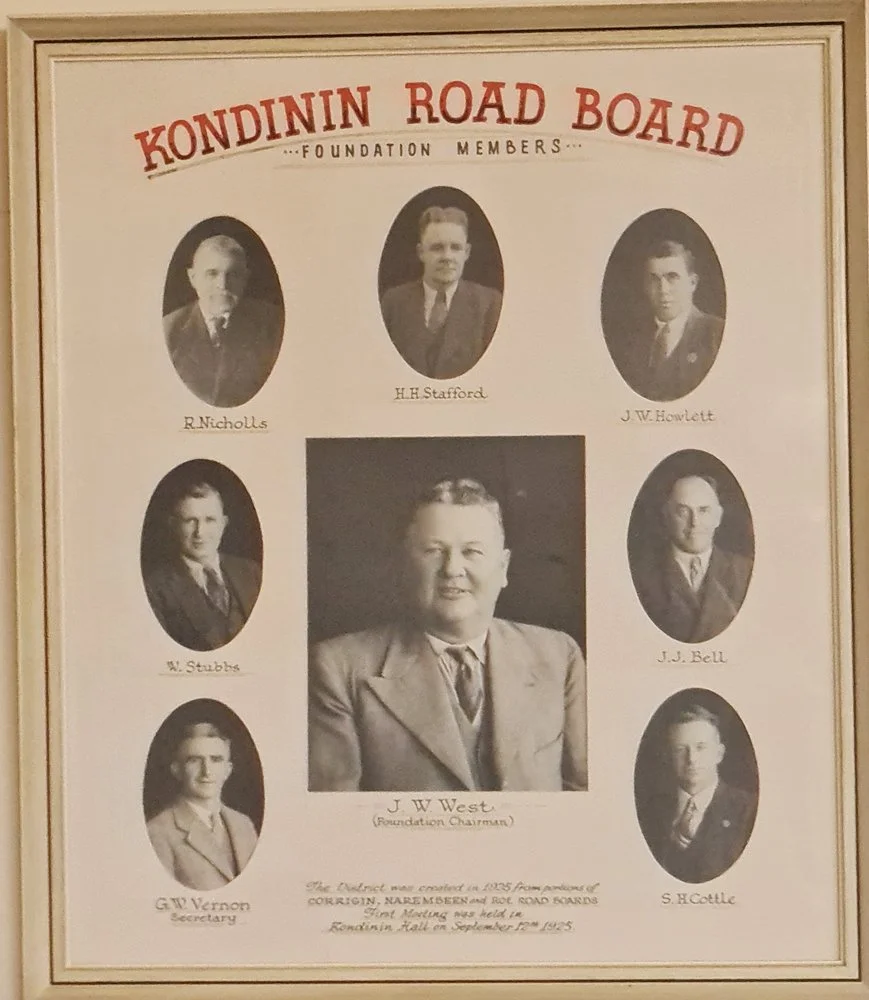 KONDININ ROAD BOARD
···FOUNDATION MEMBERS···
H.H.Stafford
R.Nicholls
J.W.Howlett
W. Stubbs
J.J. Bell
J. W. West
(Foundation Chairman)
G.W. Vernon
Secretary
S.H.Cottle
The District was created in 1925 from portions of
CORRIGIN, NAREMBEEN and ROE ROAD BOARDS
First Meeting was held in
Kondinin Hall on September 12TH 1925